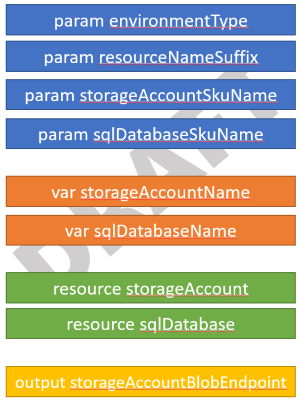 param environmentType
param resourceNameSuffix
param storageAccountSkuName
param sqlDatabaseSkuName
var storageAccountName
var sqlDatabaseName
resource storageAccount
resource sqlDatabase
output storageAccountBlobEndpoint
DRAFT